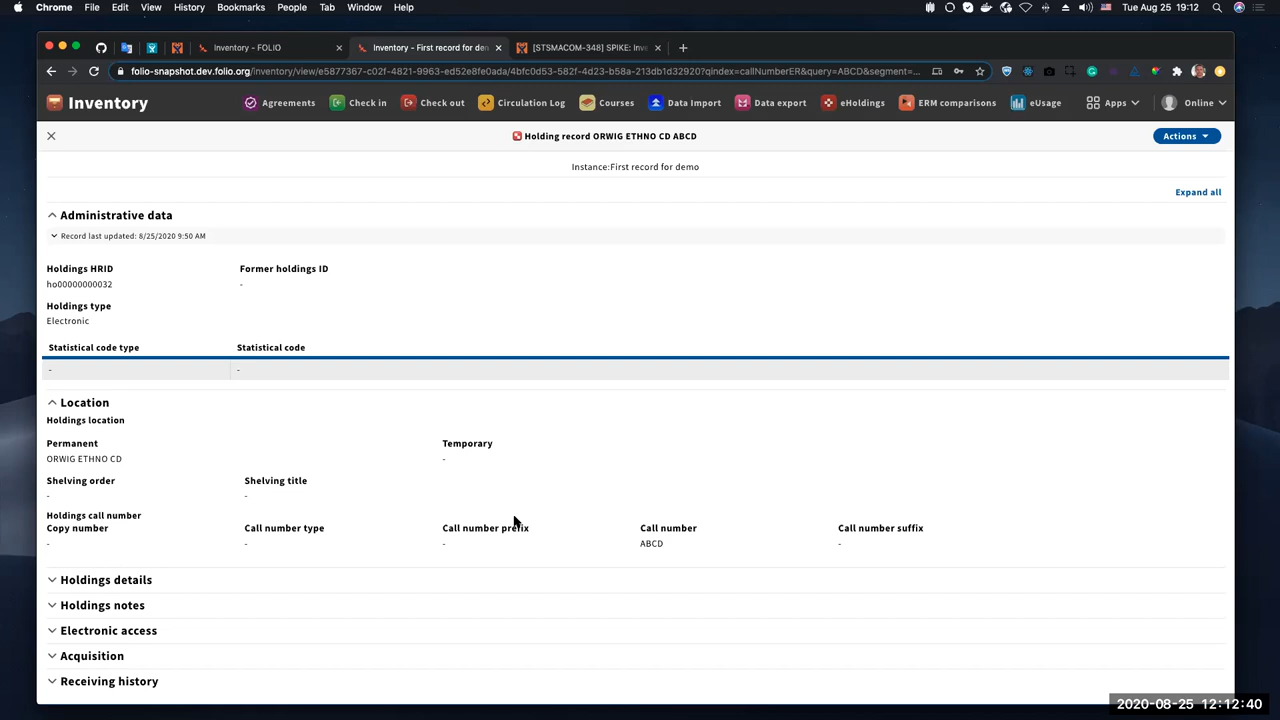 Chrome File Edit View History Bookmarks People Tab Window Help Tue Aug 25 19:12
Inventory - FOLIO Inventory - First record for den [STSMACOM-348] SPIKE: Inve
folio-snapshot.dev.folio.org/inventory/view/e5877367-c02f-4821-9963-ed52e8fe0ada/4bfc0d53-582f-4d23-b58a-213db1d32920?qindex=callNumberER&query=ABCD&segment=...
Inventory Agreements Check in Check out Circulation Log Courses Data Import Data export eHoldings ERM comparisons eUsage Apps Online
Holding record ORWIG ETHNO CD ABCD Actions
Instance:First record for demo
Expand all
Administrative data
Record last updated: 8/25/2020 9:50 AM
Holdings HRID Former holdings ID
ho00000000032 -
Holdings type
Electronic
Statistical code type Statistical code
- -
Location
Holdings location
Permanent Temporary
ORWIG ETHNO CD -
Shelving order Shelving title
- -
Holdings call number
Copy number Call number type Call number prefix Call number Call number suffix
- - - ABCD -
Holdings details
Holdings notes
Electronic access
Acquisition
Receiving history
2020-08-25 12:12:40